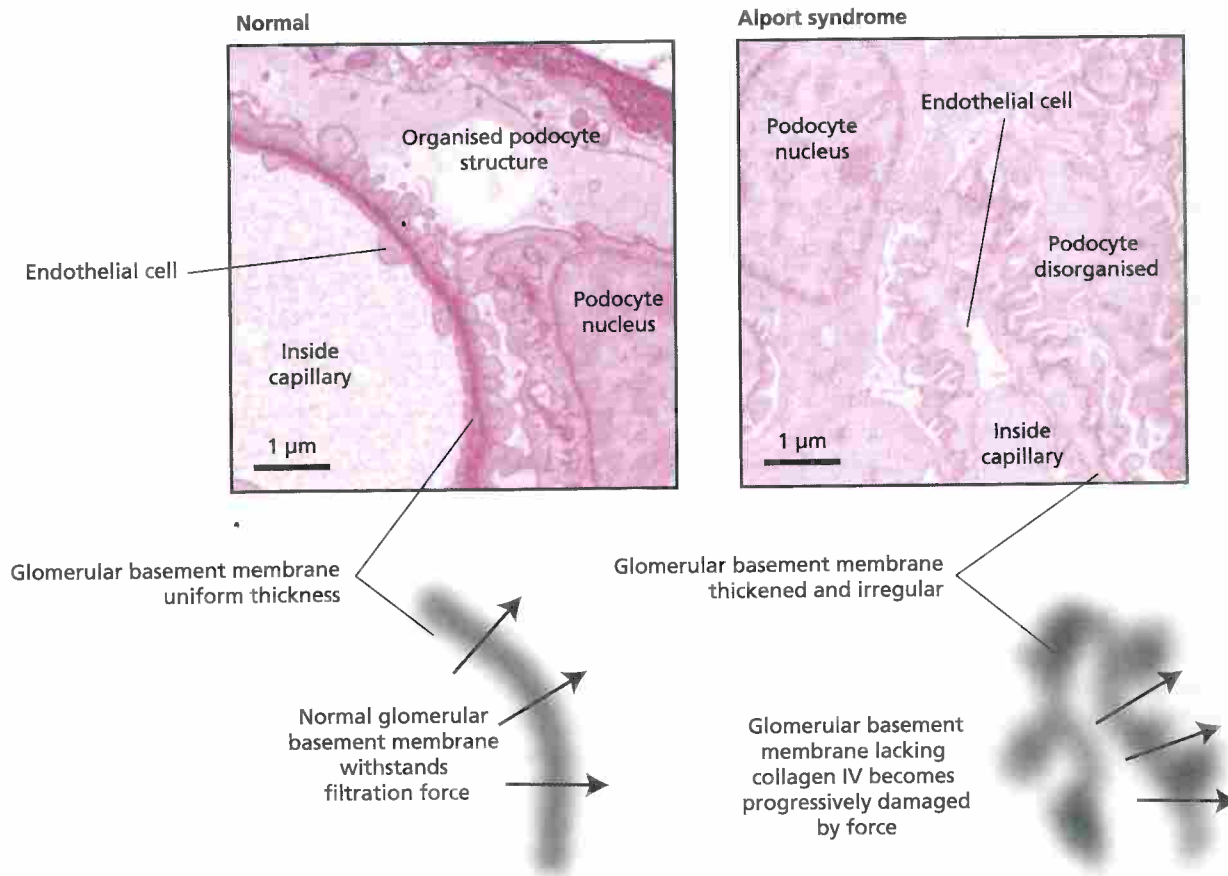 Normal
Organised podocyte
structure
Endothelial cell
Podocyte
nucleus
Inside
capillary
1 µm
Glomerular basement membrane
uniform thickness
Normal glomerular
basement membrane
withstands
filtration force
Alport syndrome
Endothelial cell
Podocyte
nucleus
Podocyte
disorganised
Inside
capillary
1 µm
Glomerular basement membrane
thickened and irregular
Glomerular basement
membrane lacking
collagen IV becomes
progressively damaged
by force